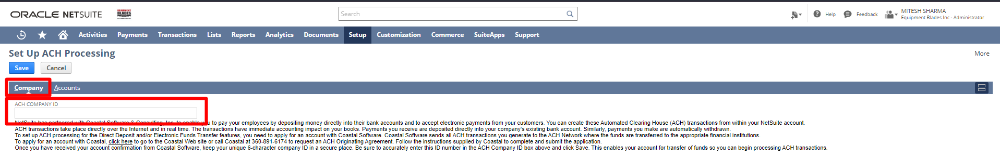 ORACLE NETSUITE
EQUIPMENT
BLADES
Search
Help
Feedback
MITESH SHARMA
Equipment Blades Inc - Administrator
Activities Payments Transactions Lists Reports Analytics Documents Setup Customization Commerce SuiteApps Support
Set Up ACH Processing
More
Save Cancel
Company Accounts
ACH COMPANY ID
NetSuite has partnered with Coastal Software & Consulting, Inc. to enable you to pay your employees by depositing money directly into their bank accounts and to accept electronic payments from your customers. You can create these Automated Clearing House (ACH) transactions from within your NetSuite account.
ACH transactions take place directly over the Internet and in real time. The transactions have immediate accounting impact on your books. Payments you receive are deposited directly into your company's existing bank account. Similarly, payments you make are automatically withdrawn.
To set up ACH processing for the Direct Deposit and/or Electronic Funds Transfer features, you need to apply for an account with Coastal Software. Coastal Software sends all ACH transactions you generate to the ACH Network where the funds are transferred to the appropriate financial institutions.
To apply for an account with Coastal, click here to go to the Coastal Web site or call Coastal at 360-891-6174 to request an ACH Originating Agreement. Follow the instructions supplied by Coastal to complete and submit the application.
Once you have received your account confirmation from Coastal Software, keep your unique 6-character company ID in a secure place. Be sure to accurately enter this ID number in the ACH Company ID box above and click Save. This enables your account for transfer of funds so you can begin processing ACH transactions.